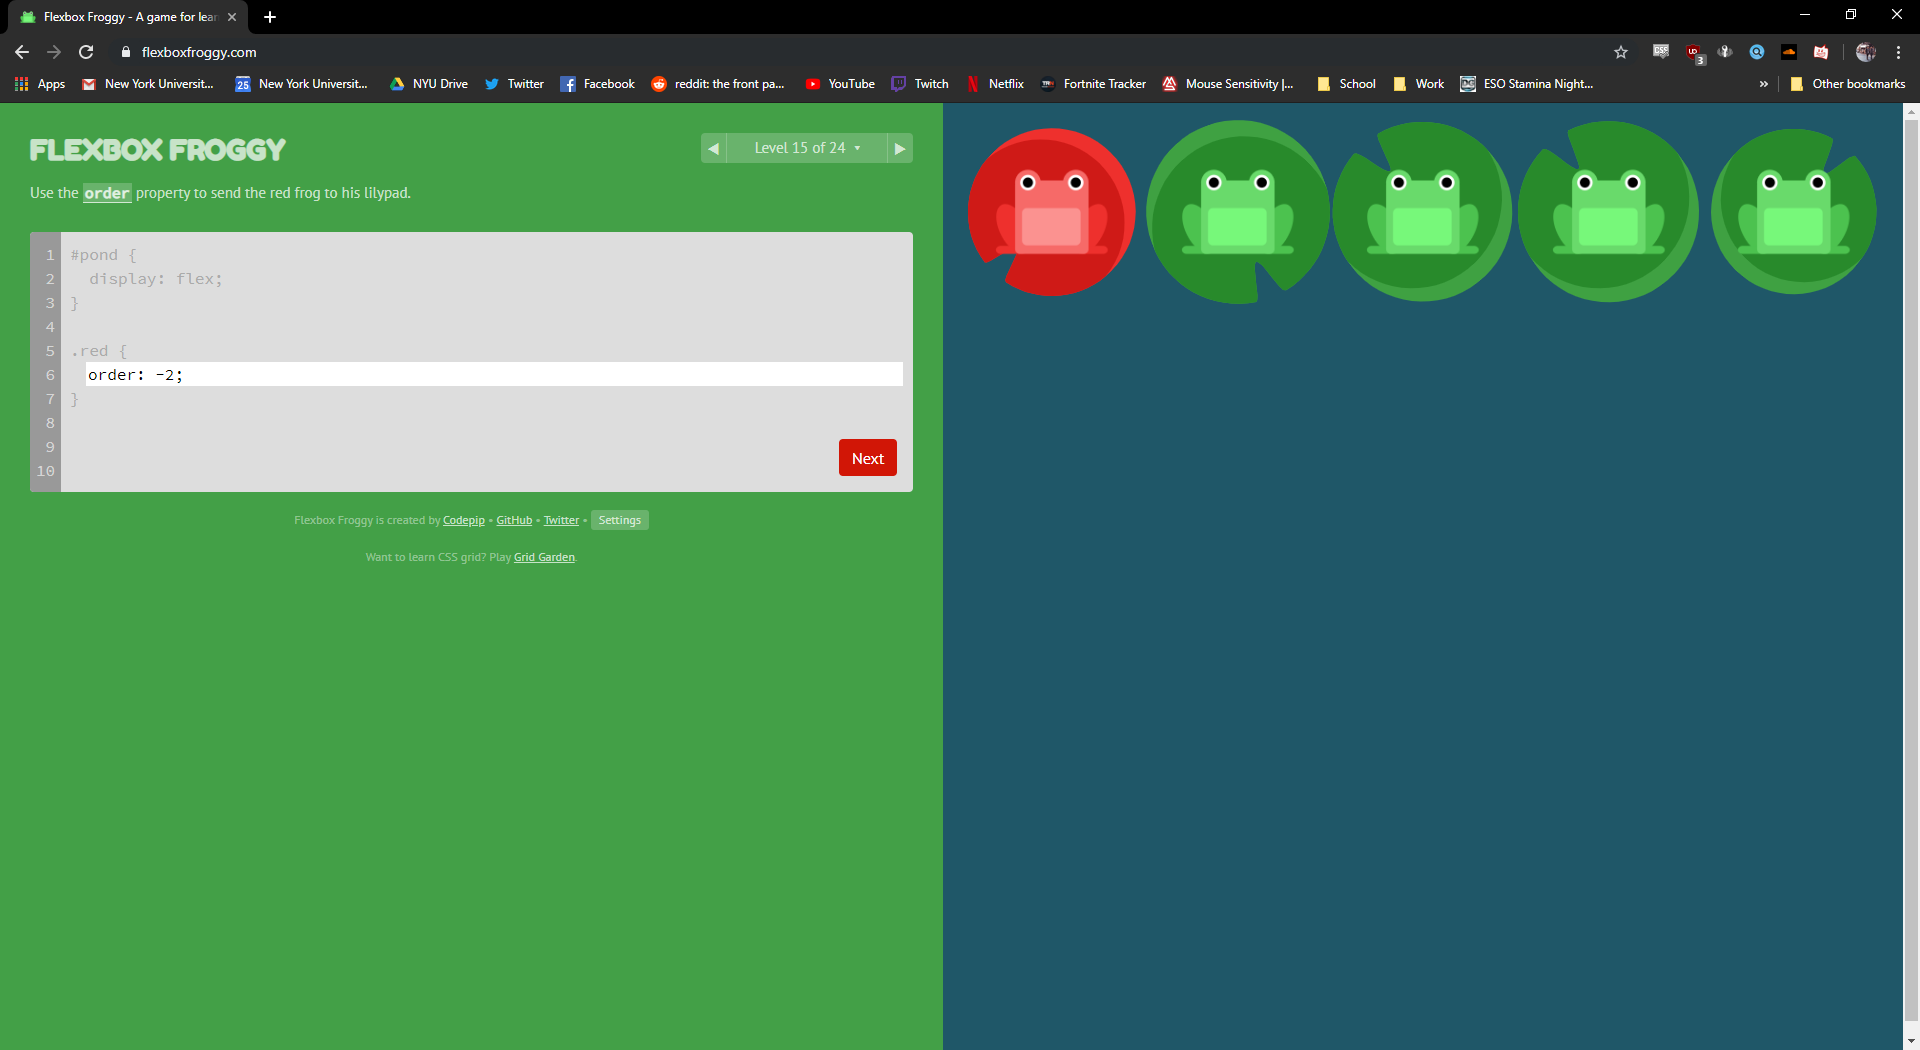 Flexbox Froggy - A game for lear
flexboxfroggy.com
Apps New York Universit... 25 New York Universit... NYU Drive Twitter Facebook reddit: the front pa... YouTube Twitch Netflix Fortnite Tracker Mouse Sensitivity |... School Work ESO Stamina Night... » Other bookmarks
FLEXBOX FROGGY
◀ Level 15 of 24 ▾ ▶
Use the order property to send the red frog to his lilypad.
1 #pond {
2 display: flex;
3 }
4
5 .red {
6 order: -2;
7 }
8
9
10
Next
Flexbox Froggy is created by Codepip • GitHub • Twitter • Settings
Want to learn CSS grid? Play Grid Garden.